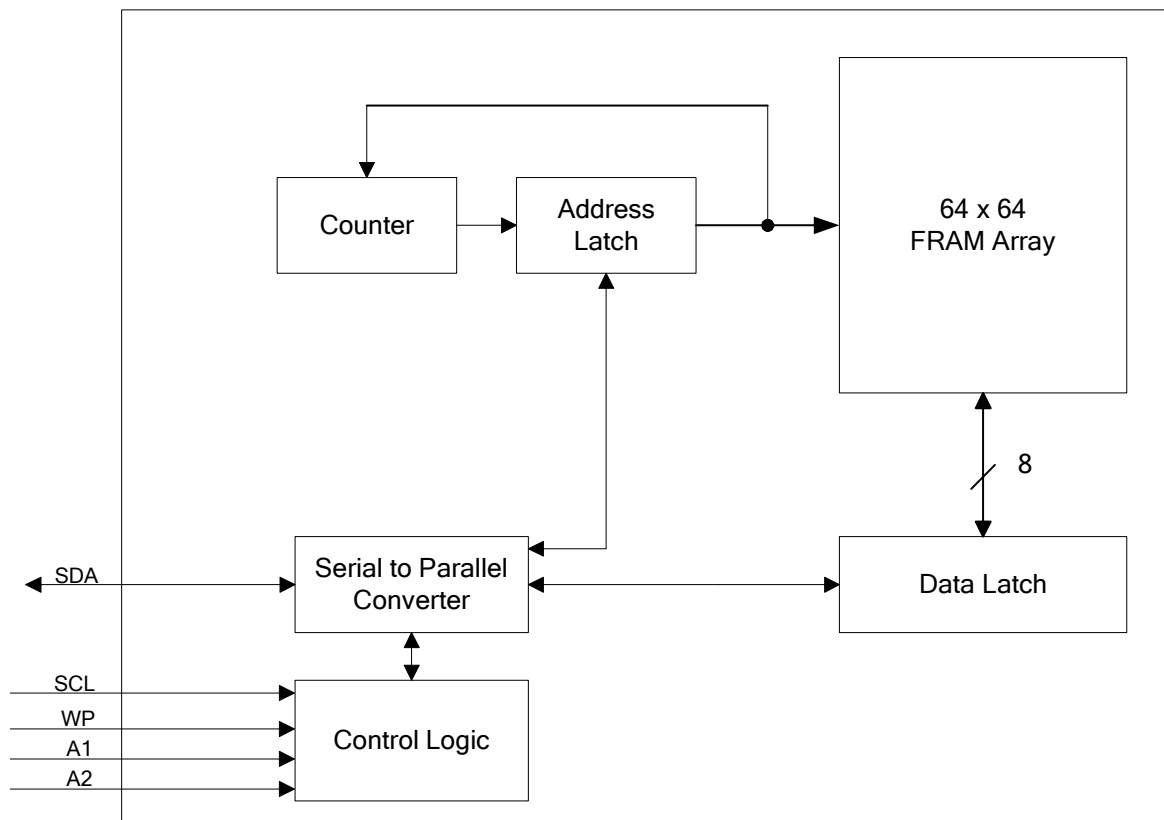 64 x 64
FRAM Array
Counter
Address
Latch
8
SDA
Serial to Parallel
Converter
Data Latch
SCL
WP
A1
A2
Control Logic